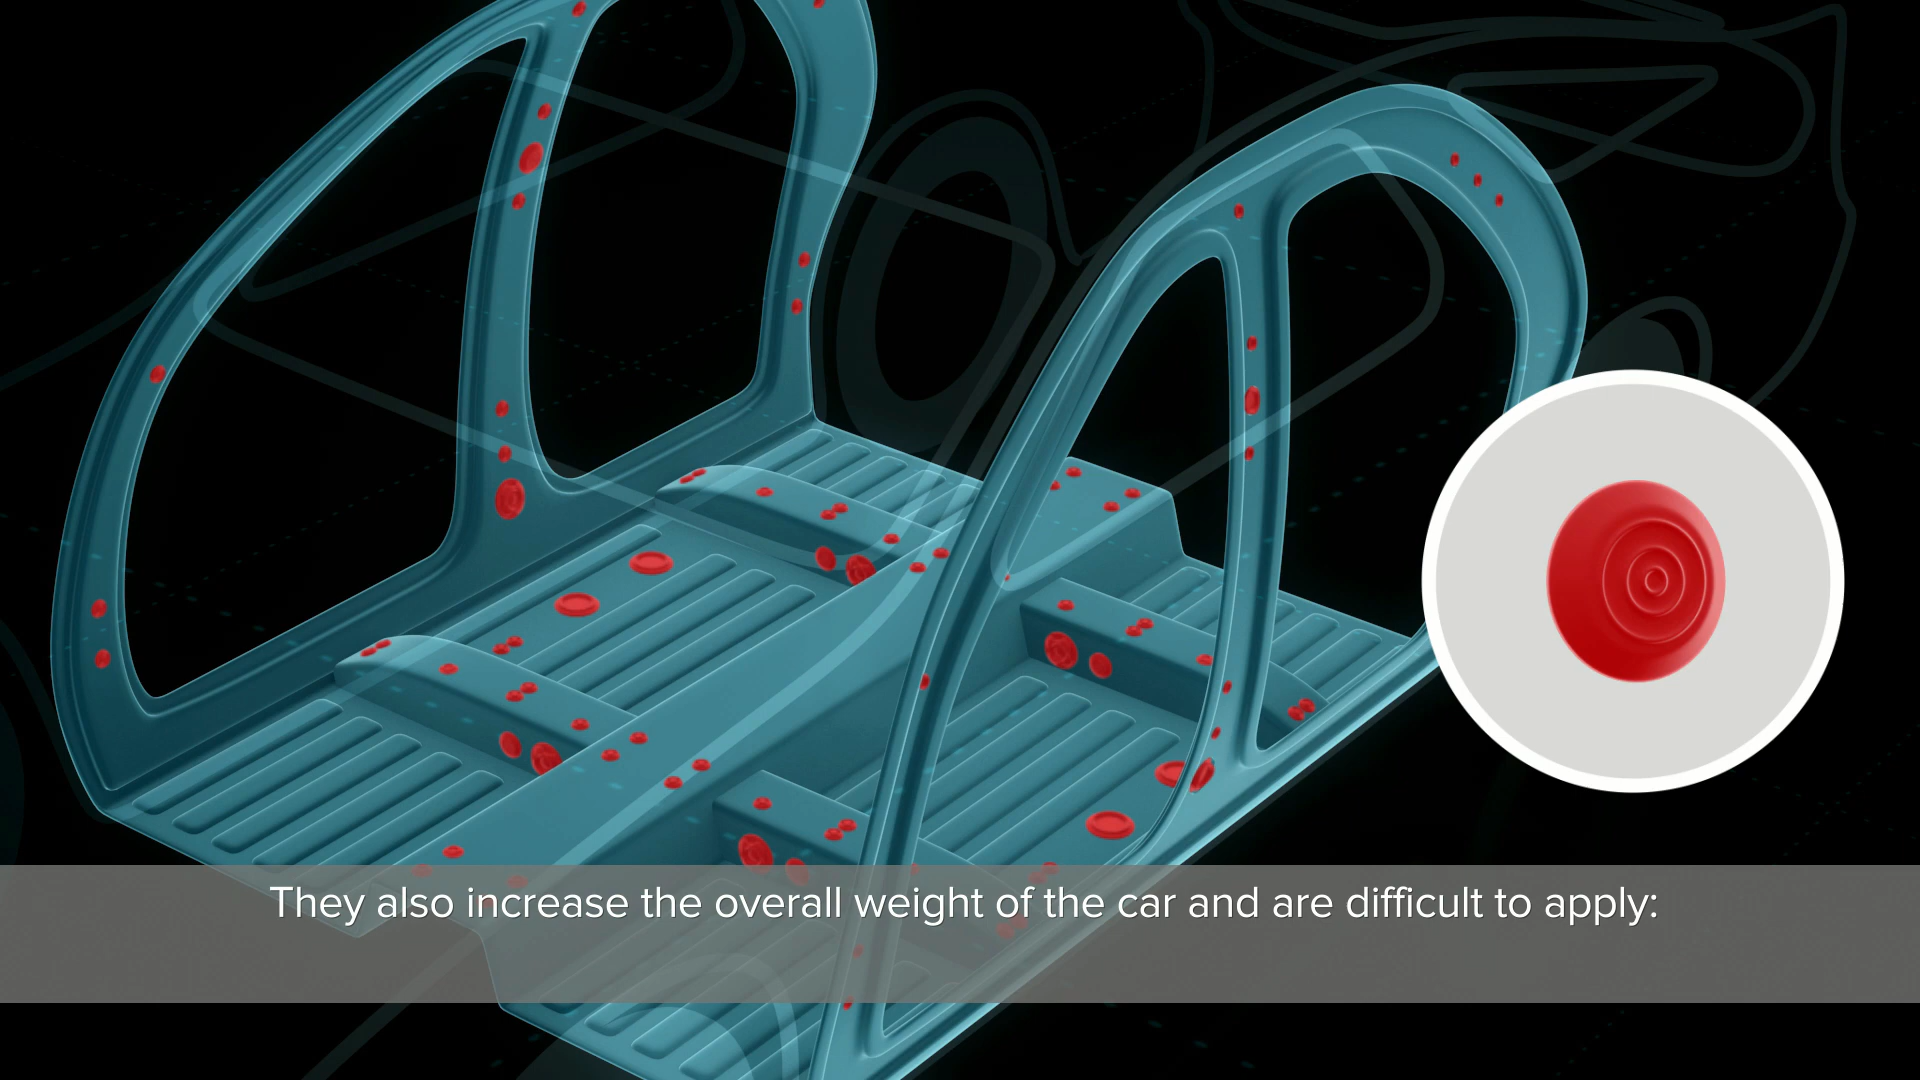 They also increase the overall weight of the car and are difficult to apply: